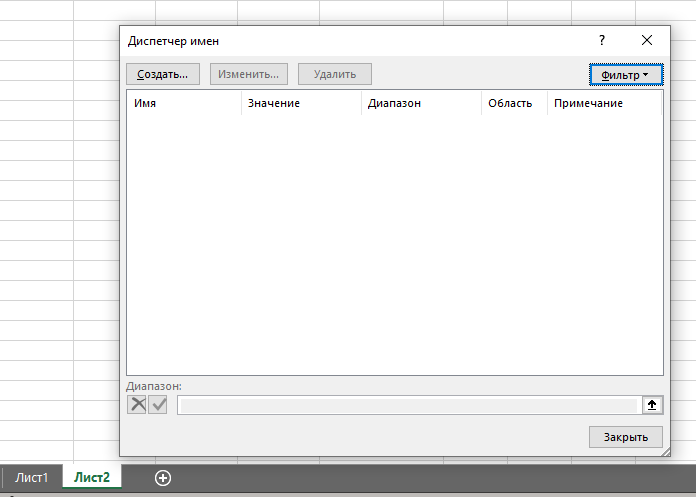 Диспетчер имен ?
Создать... Изменить... Удалить Фильтр
Имя Значение Диапазон Область Примечание
Диапазон:
Закрыть
Лист1 Лист2